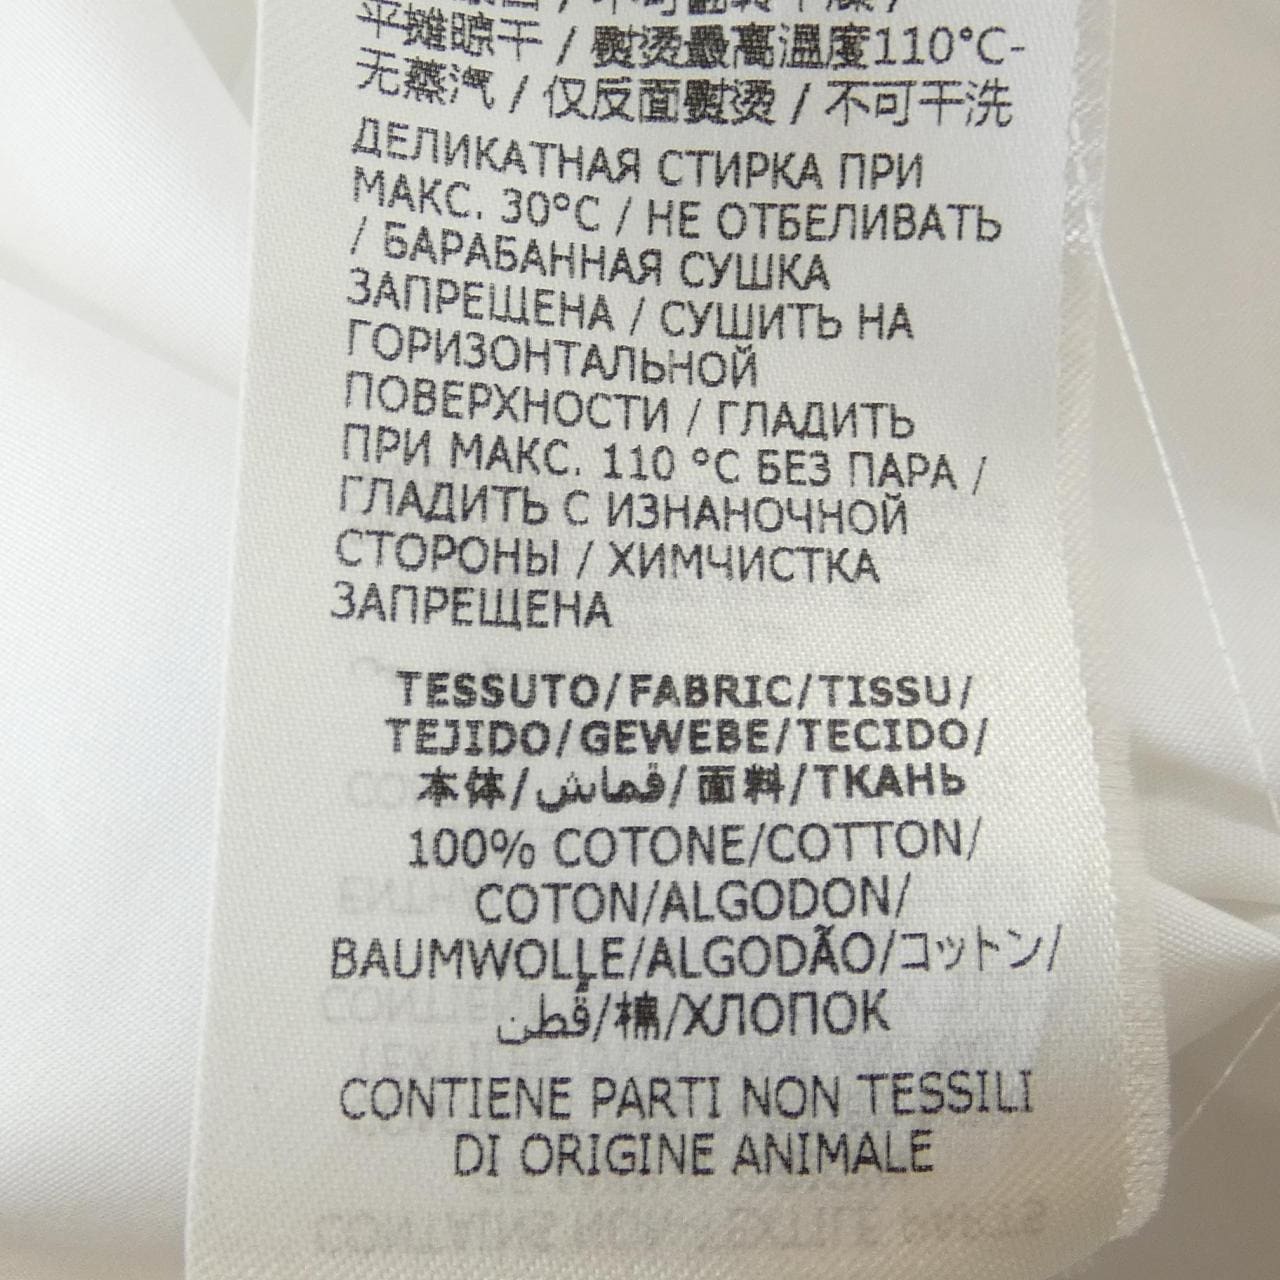 平摊晾干 / 熨烫最高温度110°C-
无蒸汽 / 仅反面熨烫 / 不可干洗
ДЕЛИКАТНАЯ СТИРКА ПРИ
МАКС. 30°C / НЕ ОТБЕЛИВАТЬ
/ БАРАБАННАЯ СУШКА
ЗАПРЕЩЕНА / СУШИТЬ НА
ГОРИЗОНТАЛЬНОЙ
ПОВЕРХНОСТИ / ГЛАДИТЬ
ПРИ МАКС. 110 °C БЕЗ ПАРА /
ГЛАДИТЬ С ИЗНАНОЧНОЙ
СТОРОНЫ / ХИМЧИСТКА
ЗАПРЕЩЕНА
TESSUTO/FABRIC/TISSU/
TEJIDO/GEWEBE/TECIDO/
本体/قماش/面料/ТКАНЬ
100% COTONE/COTTON/
COTON/ALGODON/
BAUMWOLLE/ALGODÃO/コットン/
قُطن/棉/ХЛОПОК
CONTIENE PARTI NON TESSILI
DI ORIGINE ANIMALE